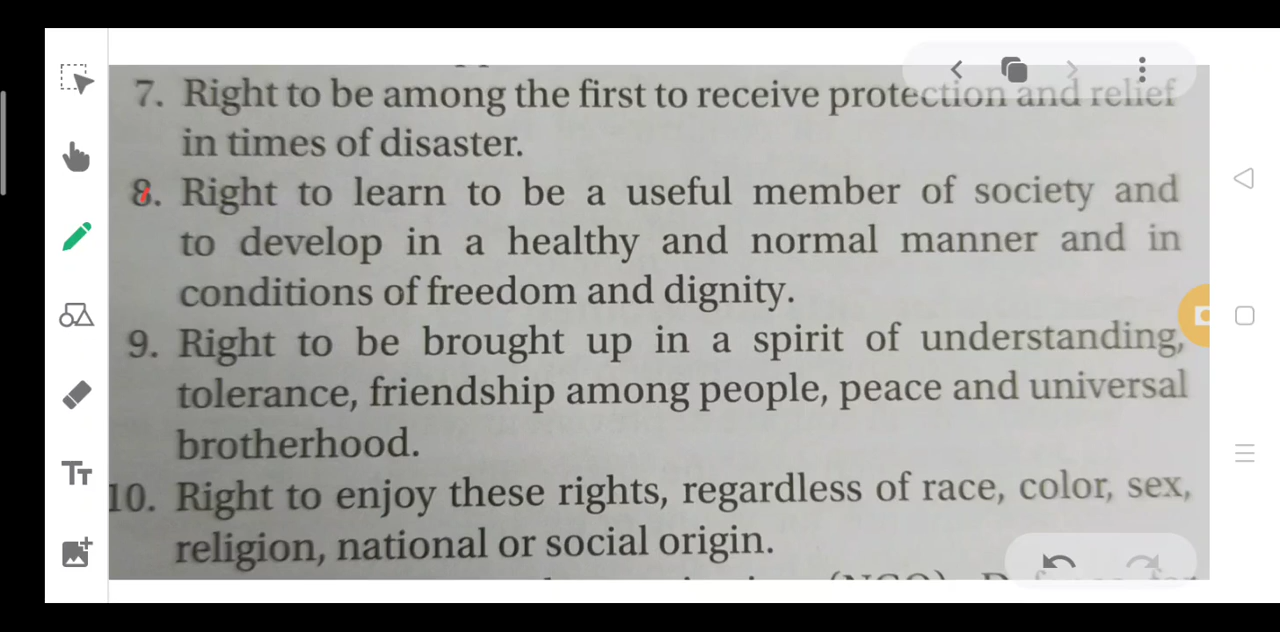 7. Right to be among the first to receive protection and relief
in times of disaster.
8. Right to learn to be a useful member of society and
to develop in a healthy and normal manner and in
conditions of freedom and dignity.
9. Right to be brought up in a spirit of understanding,
tolerance, friendship among people, peace and universal
brotherhood.
10. Right to enjoy these rights, regardless of race, color, sex,
religion, national or social origin.
TT